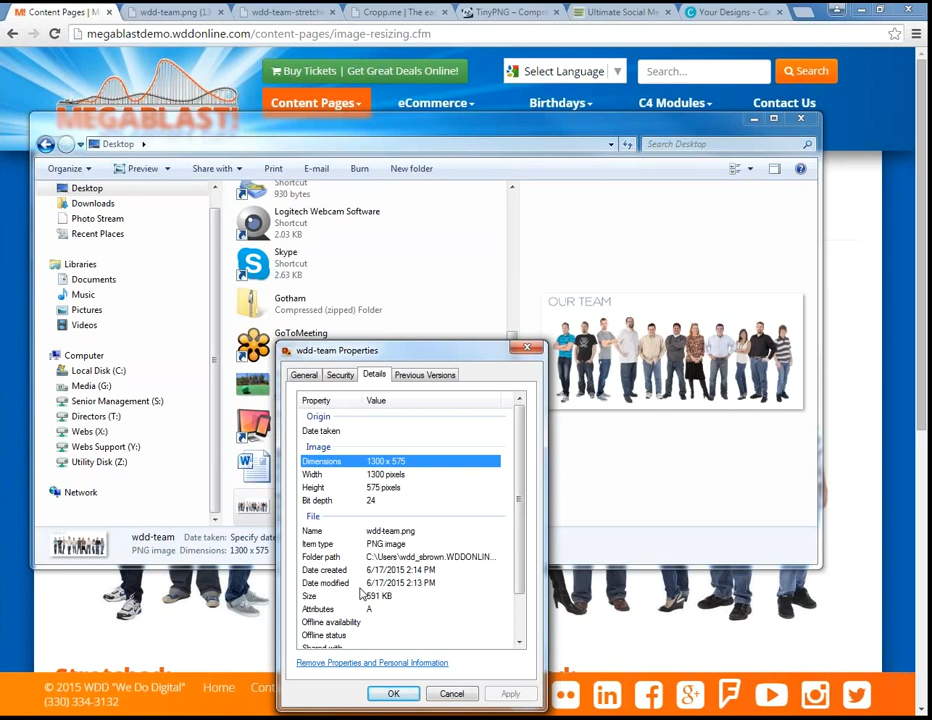 M! Content Pages |
wdd-team.png (13
wdd-team-stretch
Cropp.me | The ea
TinyPNG – Compre
Ultimate Social M
Your Designs - Ca
megablastdemo.wddonline.com/content-pages/image-resizing.cfm
Buy Tickets | Get Great Deals Online!
Select Language
Search...
Search
MEGABLAST!
Content Pages
eCommerce
Birthdays
C4 Modules
Contact Us
Desktop
Search Desktop
Organize
Preview
Share with
Print
E-mail
Burn
New folder
Desktop
Downloads
Photo Stream
Recent Places
Libraries
Documents
Music
Pictures
Videos
Computer
Local Disk (C:)
Media (G:)
Senior Management (S:)
Directors (T:)
Webs (X:)
Webs Support (Y:)
Utility Disk (Z:)
Network
Shortcut
930 bytes
Logitech Webcam Software
Shortcut
2.03 KB
Skype
Shortcut
2.63 KB
Gotham
Compressed (zipped) Folder
GoToMeeting
OUR TEAM
wdd-team
Date taken: Specify date
PNG image
Dimensions: 1300 x 575
wdd-team Properties
General
Security
Details
Previous Versions
Property
Value
Origin
Date taken
Image
Dimensions 1300 x 575
Width 1300 pixels
Height 575 pixels
Bit depth 24
File
Name wdd-team.png
Item type PNG image
Folder path C:\Users\wdd_sbrown.WDDONLIN...
Date created 6/17/2015 2:14 PM
Date modified 6/17/2015 2:13 PM
Size 591 KB
Attributes A
Offline availability
Offline status
Shared with
Remove Properties and Personal Information
OK
Cancel
Apply
© 2015 WDD "We Do Digital"
(330) 334-3132
Home
Cont